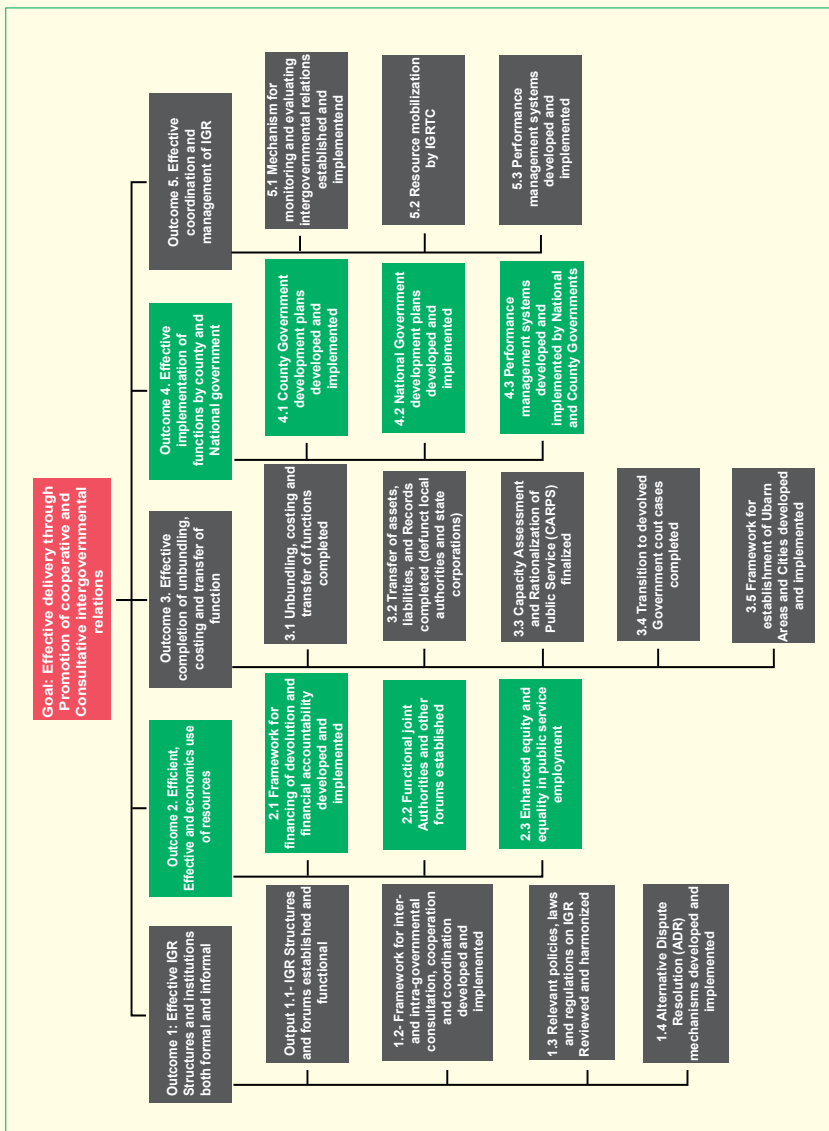 Goal: Effective delivery through
Promotion of cooperative and
Consultative intergovernmental
relations
Outcome 1: Effective IGR
Structures and institutions
both formal and informal
Output 1.1- IGR Structures
and forums established and
functional
1.2- Framework for inter-
and intra-governmental
consultation, cooperation
and coordination
developed and
implemented
1.3 Relevant policies, laws
and regulations on IGR
Reviewed and harmonized
1.4 Alternative Dispute
Resolution (ADR)
mechanisms developed and
implemented
Outcome 2. Efficient,
Effective and economics use
of resources
2.1 Framework for
financing of devolution and
financial accountability
developed and
implemented
2.2 Functional joint
Authorities and other
forums established
2.3 Enhanced equity and
equality in public service
employment
Outcome 3. Effective
completion of unbundling,
costing and transfer of
function
3.1 Unbundling, costing and
transfer of functions
completed
3.2 Transfer of assets,
liabilities, and Records
completed (defunct local
authorities and state
corporations)
3.3 Capacity Assessment
and Rationalization of
Public Service (CARPS)
finalized
3.4 Transition to devolved
Government cout cases
completed
3.5 Framework for
establishment of Ubarn
Areas and Cities developed
and implemented
Outcome 4. Effective
implementation of
functions by county and
National government
4.1 County Government
development plans
developed and
implemented
4.2 National Government
development plans
developed and
implemented
4.3 Performance
management systems
developed and
implemented by National
and County Governments
Outcome 5. Effective
coordination and
management of IGR
5.1 Mechanism for
monitoring and evaluating
intergovernmental relations
established and
implementend
5.2 Resource mobilization
by IGRTC
5.3 Performance
management systems
developed and
implemented